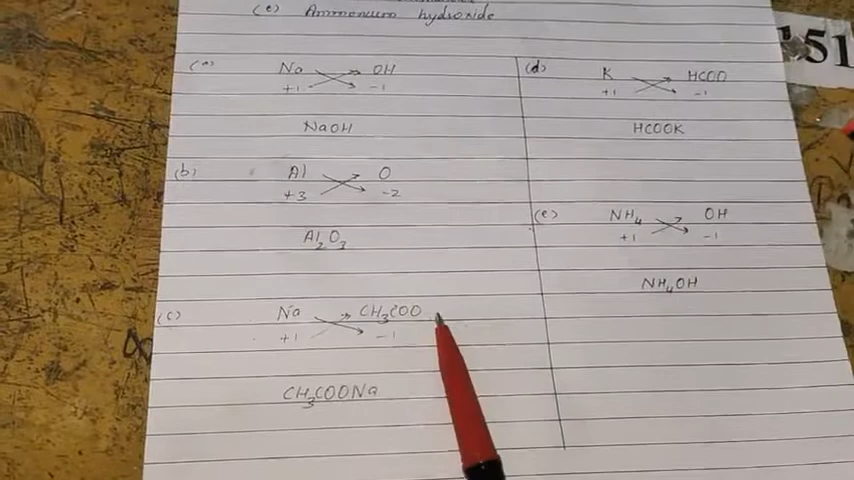 (e) Ammonium hydroxide
(a) Na OH
+1 -1
NaOH
(b) Al O
+3 -2
Al2O3
(c) Na CH3COO
+1 -1
CH3COONa
(d) K HCOO
+1 -1
HCOOK
(e) NH4 OH
+1 -1
NH4OH